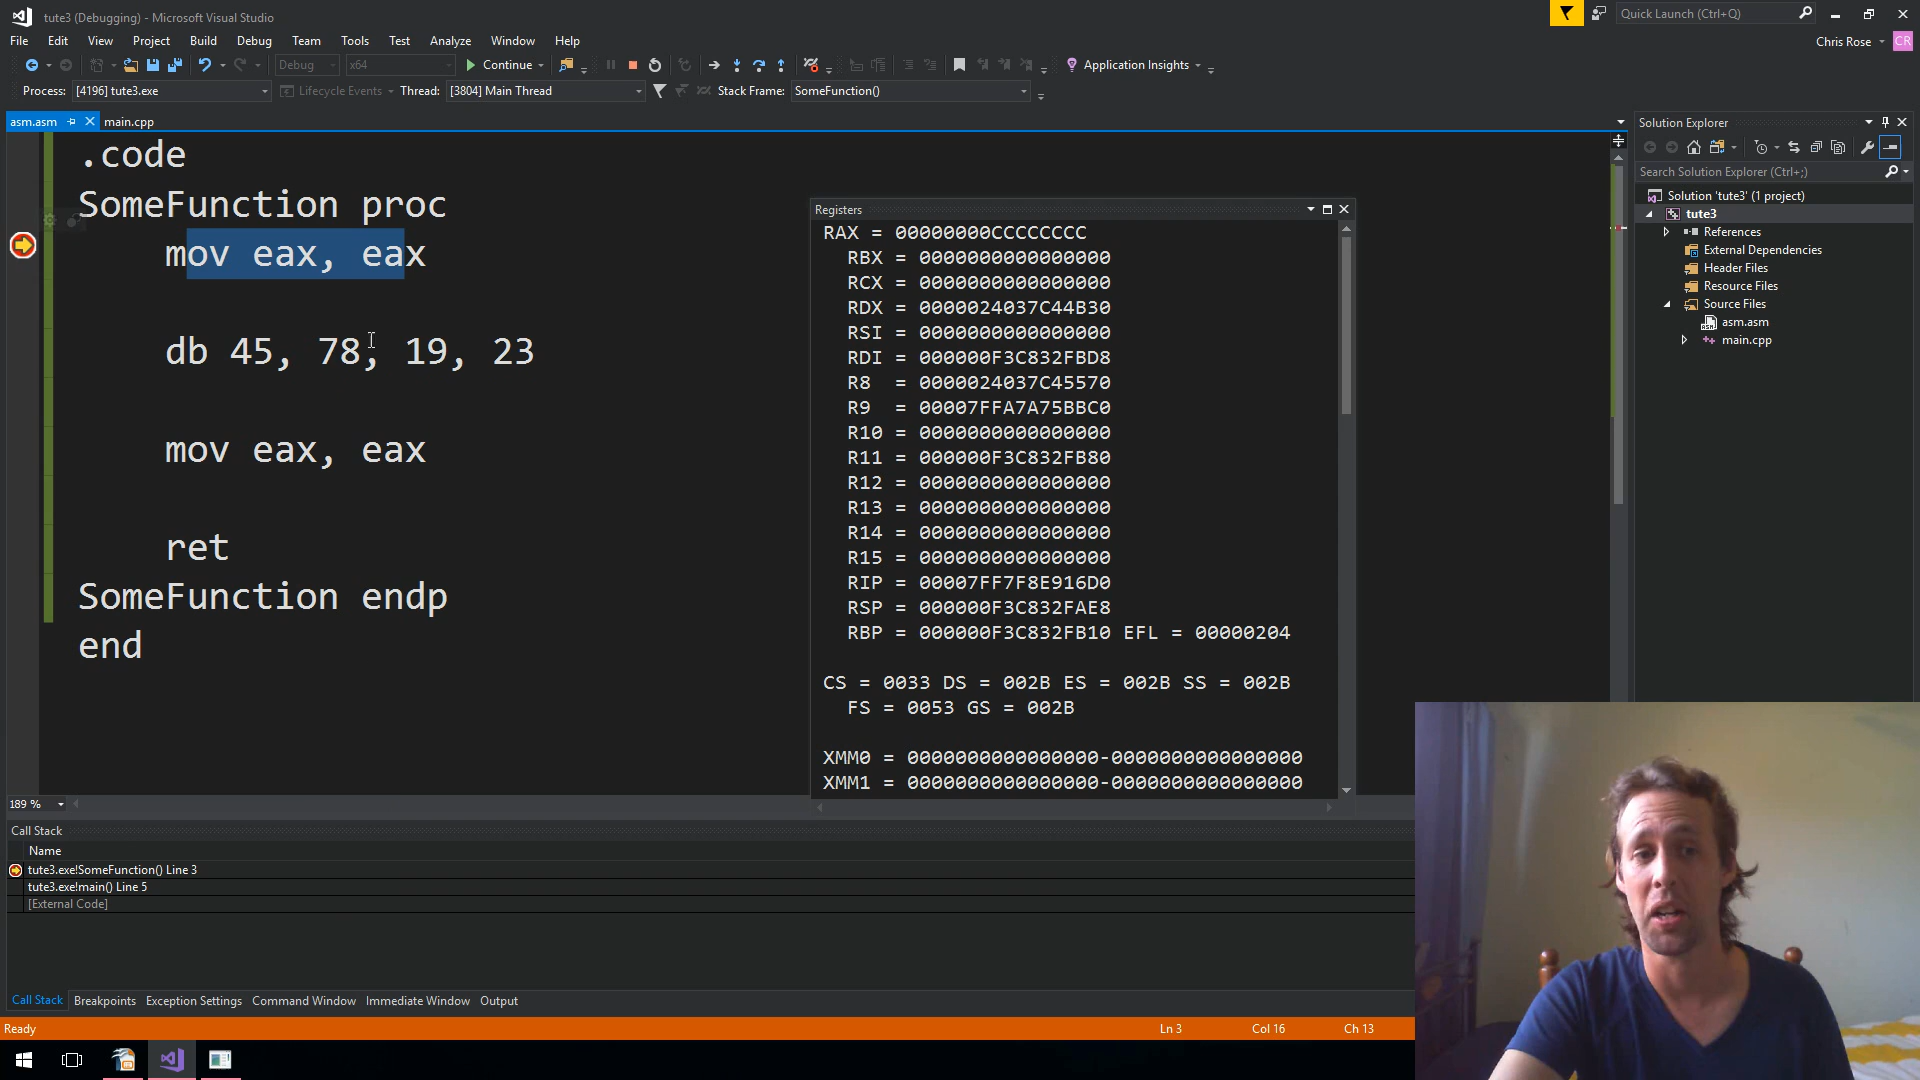 tute3 (Debugging) - Microsoft Visual Studio
Quick Launch (Ctrl+Q)
File Edit View Project Build Debug Team Tools Test Analyze Window Help
Chris Rose CR
Debug x64 Continue Application Insights
Process: [4196] tute3.exe Lifecycle Events Thread: [3804] Main Thread Stack Frame: SomeFunction()
asm.asm main.cpp
.code
SomeFunction proc
mov eax, eax
db 45, 78, 19, 23
mov eax, eax
ret
SomeFunction endp
end
Registers
RAX = 00000000CCCCCCCC
RBX = 0000000000000000
RCX = 0000000000000000
RDX = 0000024037C44B30
RSI = 0000000000000000
RDI = 000000F3C832FBD8
R8 = 0000024037C45570
R9 = 00007FFA7A75BBC0
R10 = 0000000000000000
R11 = 000000F3C832FB80
R12 = 0000000000000000
R13 = 0000000000000000
R14 = 0000000000000000
R15 = 0000000000000000
RIP = 00007FF7F8E916D0
RSP = 000000F3C832FAE8
RBP = 000000F3C832FB10 EFL = 00000204
CS = 0033 DS = 002B ES = 002B SS = 002B
FS = 0053 GS = 002B
XMM0 = 0000000000000000-0000000000000000
XMM1 = 0000000000000000-0000000000000000
Solution Explorer
Search Solution Explorer (Ctrl+;)
Solution 'tute3' (1 project)
tute3
References
External Dependencies
Header Files
Resource Files
Source Files
asm.asm
main.cpp
189 %
Call Stack
Name
tute3.exe!SomeFunction() Line 3
tute3.exe!main() Line 5
[External Code]
Call Stack Breakpoints Exception Settings Command Window Immediate Window Output
Ready Ln 3 Col 16 Ch 13